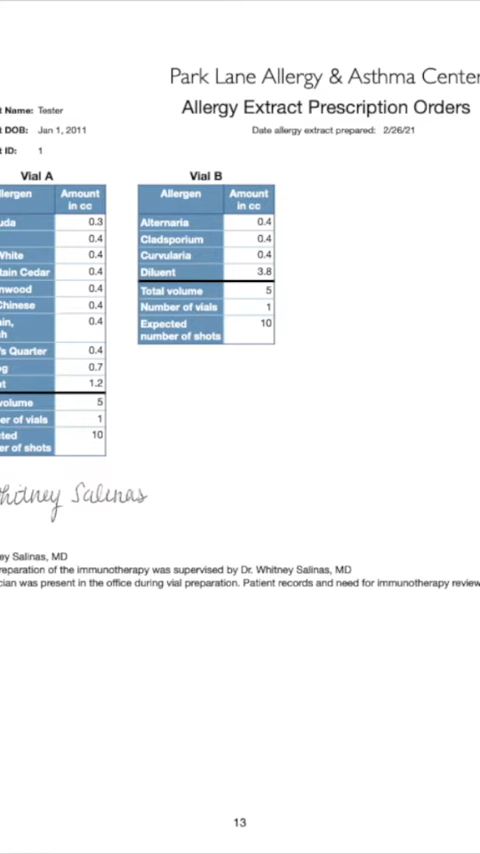 Park Lane Allergy & Asthma Center
Allergy Extract Prescription Orders
t Name: Tester
Date allergy extract prepared: 2/26/21
t DOB: Jan 1, 2011
t ID: 1
Vial A
llergen Amount in cc
uda 0.3
0.4
White 0.4
tain Cedar 0.4
nwood 0.4
Chinese 0.4
in, 0.4
h
's Quarter 0.4
g 0.7
t 1.2
volume 5
er of vials 1
ted 10
er of shots
Vial B
Allergen Amount in cc
Alternaria 0.4
Cladsporium 0.4
Curvularia 0.4
Diluent 3.8
Total volume 5
Number of vials 1
Expected 10
number of shots
hitney Salinas
ey Salinas, MD
reparation of the immunotherapy was supervised by Dr. Whitney Salinas, MD
cian was present in the office during vial preparation. Patient records and need for immunotherapy review
13